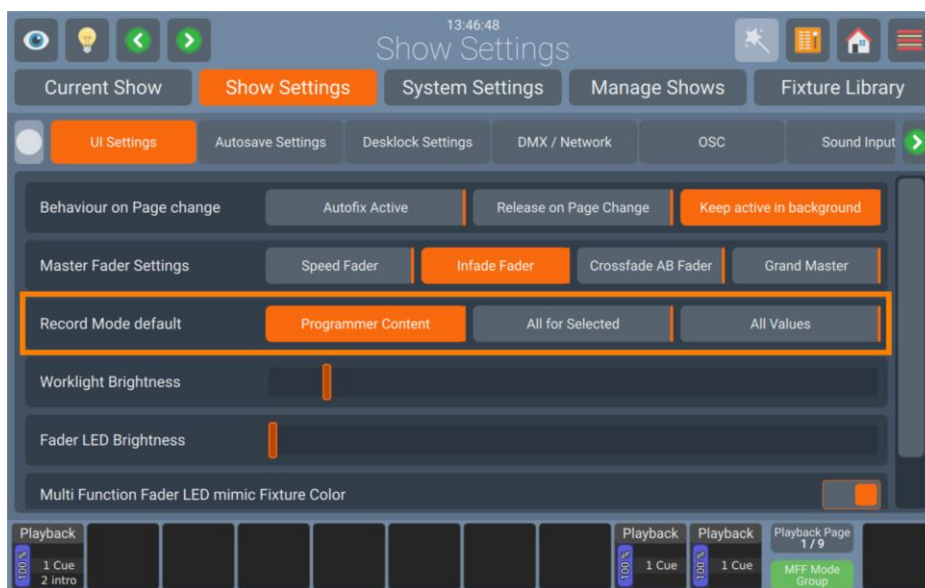 13:46:48
Show Settings
Current Show Show Settings System Settings Manage Shows Fixture Library
UI Settings Autosave Settings Desklock Settings DMX / Network OSC Sound Input
Behaviour on Page change Autofix Active Release on Page Change Keep active in background
Master Fader Settings Speed Fader Infade Fader Crossfade AB Fader Grand Master
Record Mode default Programmer Content All for Selected All Values
Worklight Brightness
Fader LED Brightness
Multi Function Fader LED mimic Fixture Color
Playback Playback Playback Playback Page
1 / 9
100 % 1 Cue 100 % 1 Cue 100 % 1 Cue MFF Mode
2 intro Group